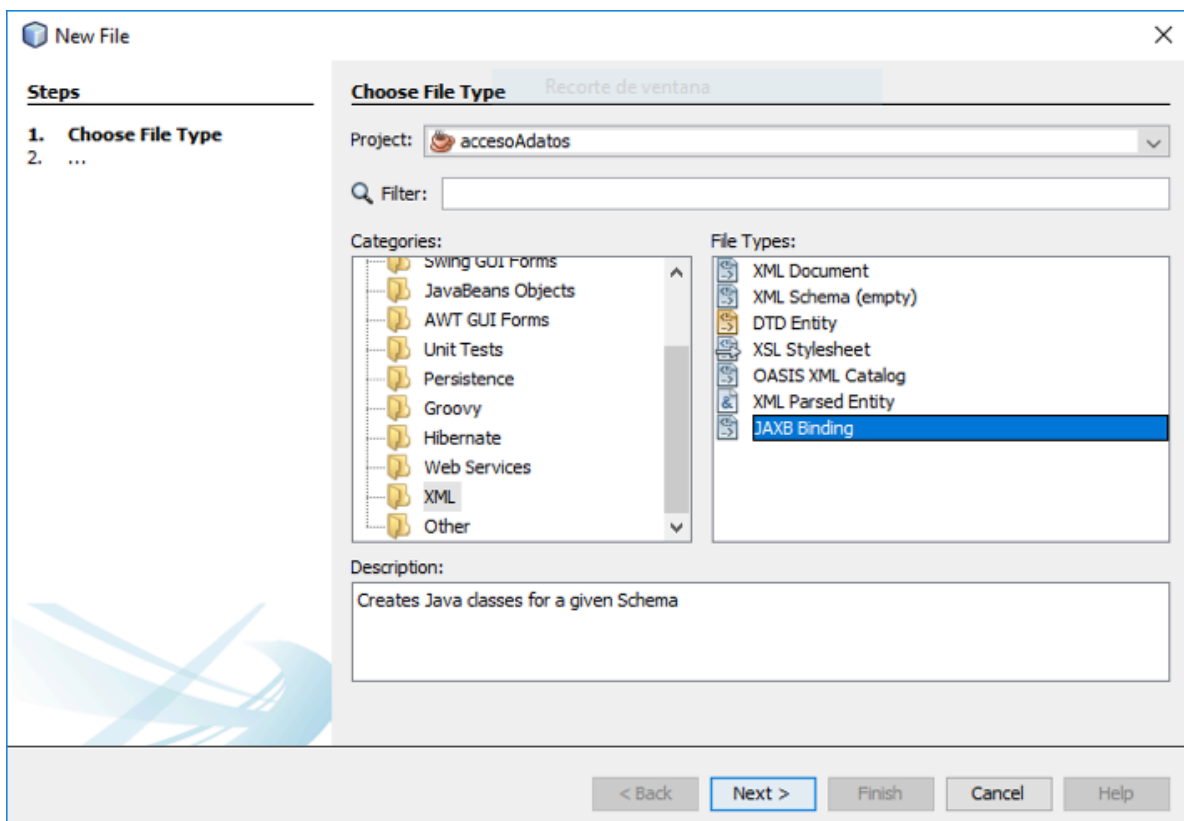 New File
Steps
1. Choose File Type
2. ...
Choose File Type
Recorte de ventana
Project: accesoAdatos
Filter:
Categories:
Swing GUI Forms
JavaBeans Objects
AWT GUI Forms
Unit Tests
Persistence
Groovy
Hibernate
Web Services
XML
Other
File Types:
XML Document
XML Schema (empty)
DTD Entity
XSL Stylesheet
OASIS XML Catalog
XML Parsed Entity
JAXB Binding
Description:
Creates Java classes for a given Schema
< Back Next > Finish Cancel Help